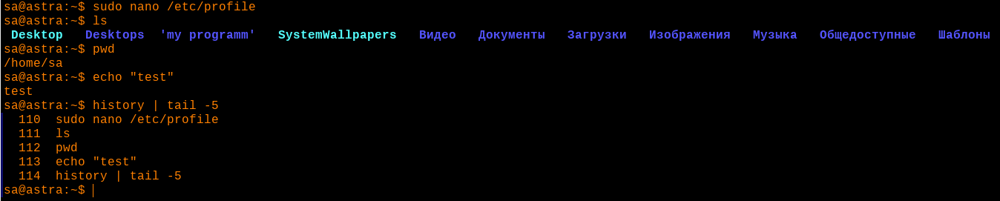 sa@astra:~$ sudo nano /etc/profile
sa@astra:~$ ls
Desktop Desktops 'my programm' SystemWallpapers Видео Документы Загрузки Изображения Музыка Общедоступные Шаблоны
sa@astra:~$ pwd
/home/sa
sa@astra:~$ echo "test"
test
sa@astra:~$ history | tail -5
110 sudo nano /etc/profile
111 ls
112 pwd
113 echo "test"
114 history | tail -5
sa@astra:~$